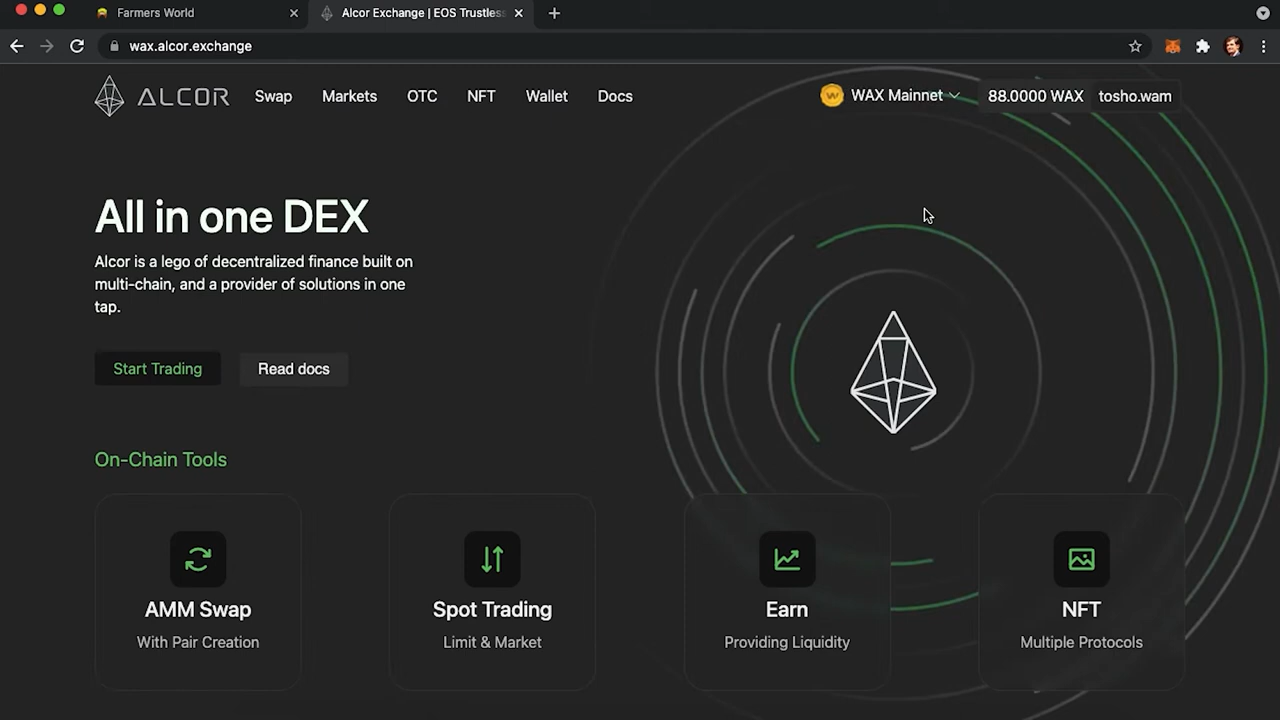 Farmers World
Alcor Exchange | EOS Trustless
wax.alcor.exchange
ALCOR
Swap
Markets
OTC
NFT
Wallet
Docs
WAX Mainnet
88.0000 WAX
tosho.wam
All in one DEX
Alcor is a lego of decentralized finance built on
multi-chain, and a provider of solutions in one
tap.
Start Trading
Read docs
On-Chain Tools
AMM Swap
With Pair Creation
Spot Trading
Limit & Market
Earn
Providing Liquidity
NFT
Multiple Protocols